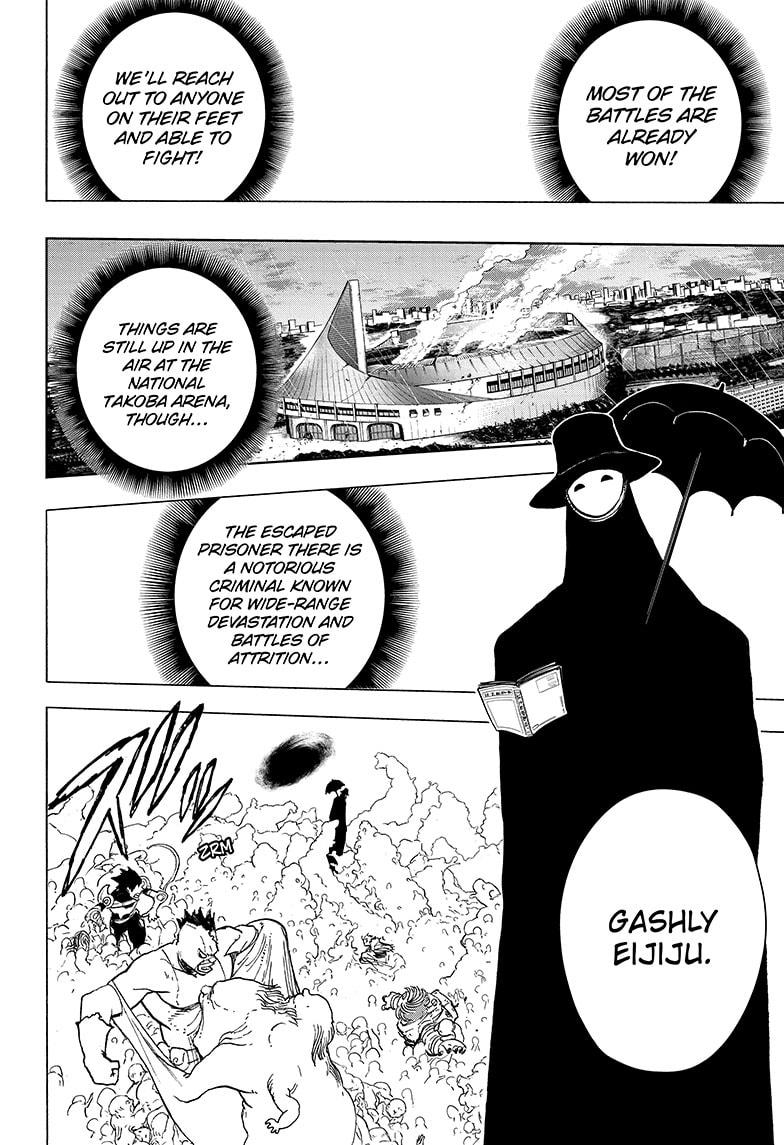 MOST OF THE
BATTLES ARE
ALREADY
WON!
WE'LL REACH
OUT TO ANYONE
ON THEIR FEET
AND ABLE TO
FIGHT!
THINGS ARE
STILL UP IN THE
AIR AT THE
NATIONAL
TAKOBA ARENA,
THOUGH...
THE ESCAPED
PRISONER THERE IS
A NOTORIOUS
CRIMINAL KNOWN
FOR WIDE-RANGE
DEVASTATION AND
BATTLES OF
ATTRITION...
GASHLY
EIJIJU.
ZRM